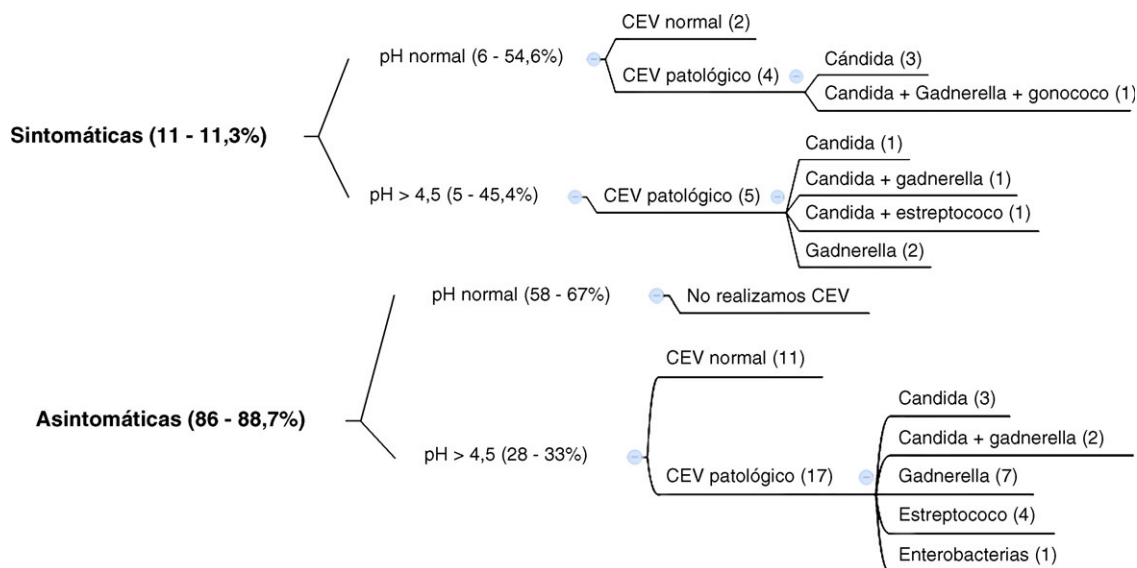 Sintomáticas (11 - 11,3%)
pH normal (6 - 54,6%)
CEV normal (2)
CEV patológico (4)
Cándida (3)
Candida + Gadnerella + gonococo (1)
pH > 4,5 (5 - 45,4%)
CEV patológico (5)
Candida (1)
Candida + gadnerella (1)
Candida + estreptococo (1)
Gadnerella (2)
Asintomáticas (86 - 88,7%)
pH normal (58 - 67%)
No realizamos CEV
pH > 4,5 (28 - 33%)
CEV normal (11)
CEV patológico (17)
Candida (3)
Candida + gadnerella (2)
Gadnerella (7)
Estreptococo (4)
Enterobacterias (1)